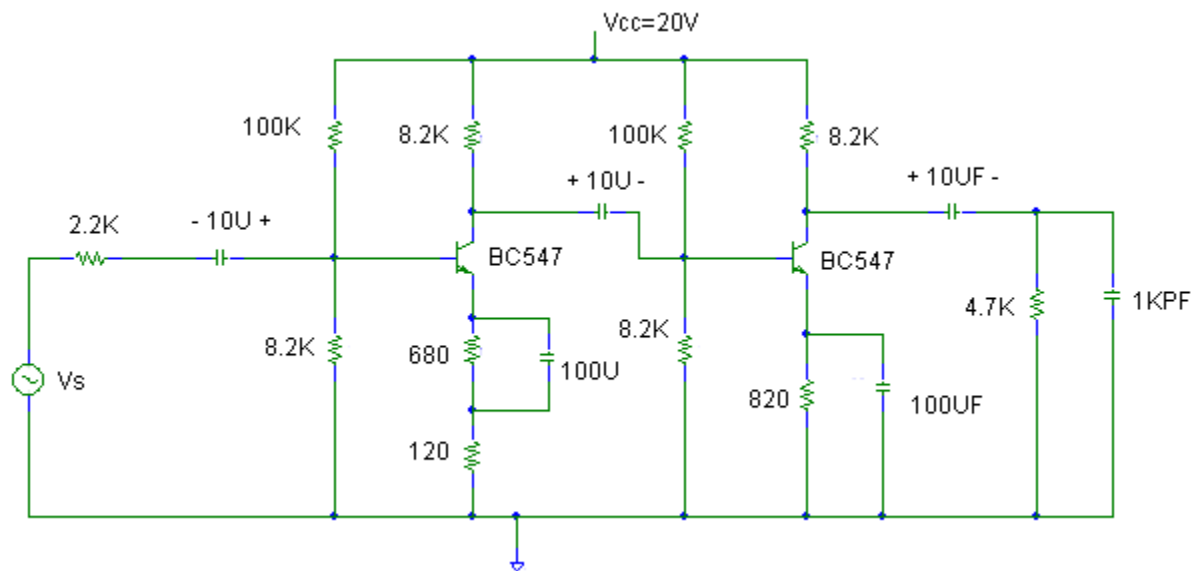 Vcc=20V
100K
8.2K
100K
8.2K
+ 10U -
+ 10UF -
2.2K
- 10U +
BC547
BC547
8.2K
680
100U
8.2K
4.7K
1KPF
Vs
820
100UF
120